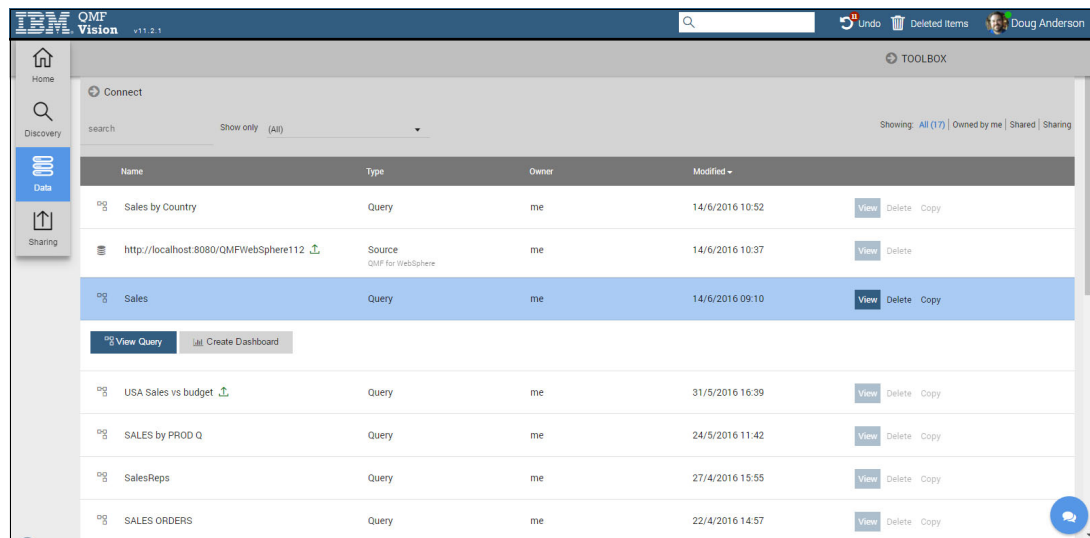 IBM QMF Vision v11.2.1 11 Undo Deleted Items Doug Anderson
Home
Discovery
Data
Sharing
TOOLBOX
Connect
search Show only (All) Showing: All (17) | Owned by me | Shared | Sharing
Name Type Owner Modified
Sales by Country Query me 14/6/2016 10:52 View Delete Copy
http://localhost:8080/QMFWebSphere112 Source me 14/6/2016 10:37 View Delete
QMF for WebSphere
Sales Query me 14/6/2016 09:10 View Delete Copy
View Query Create Dashboard
USA Sales vs budget Query me 31/5/2016 16:39 View Delete Copy
SALES by PROD Q Query me 24/5/2016 11:42 View Delete Copy
SalesReps Query me 27/4/2016 15:55 View Delete Copy
SALES ORDERS Query me 22/4/2016 14:57 View Delete Copy